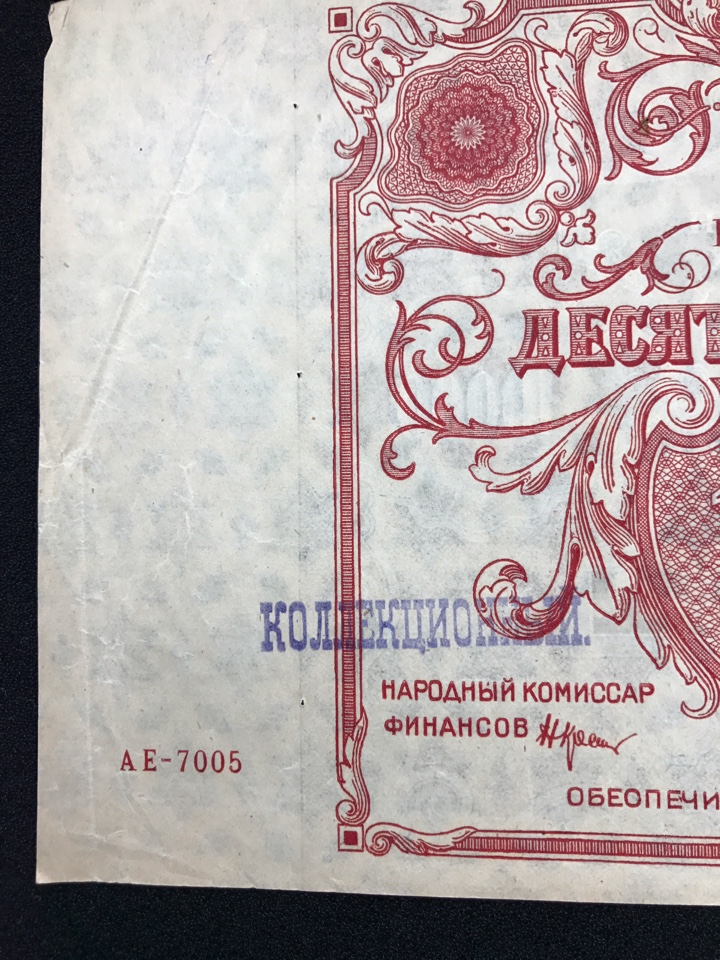 ДЕСЯТ
КОЛЛЕКЦИОННЫЙ.
НАРОДНЫЙ КОМИССАР
ФИНАНСОВ
АЕ-7005
ОБЕСПЕЧИ